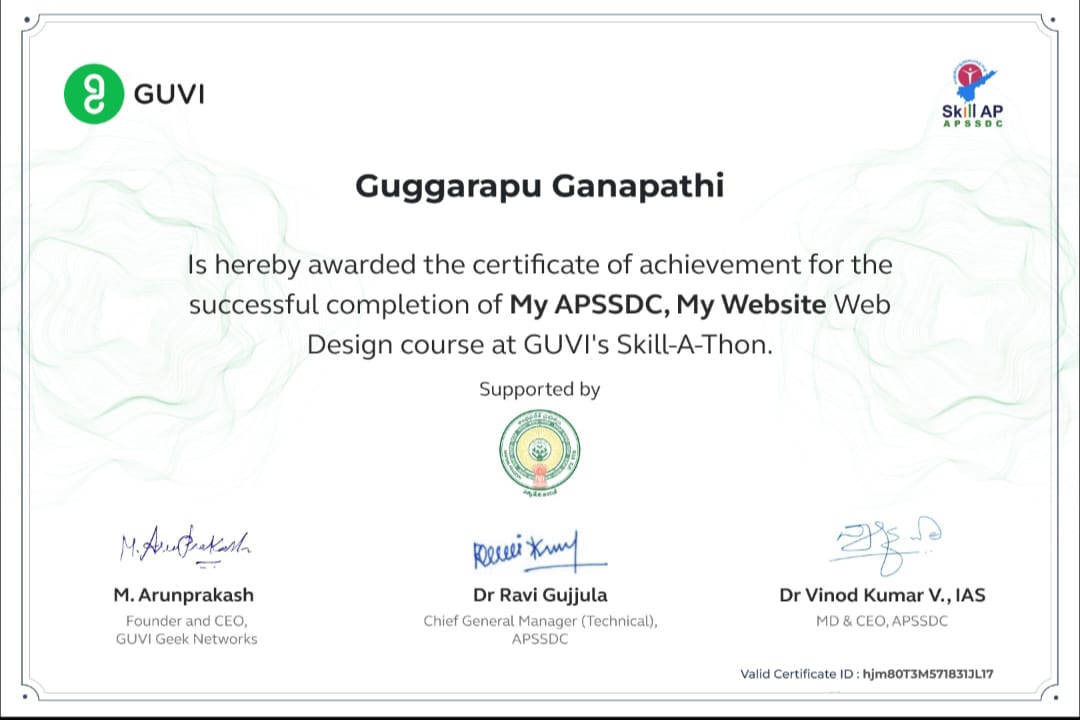 GUVI
Skill AP
APSSDC
Guggarapu Ganapathi
Is hereby awarded the certificate of achievement for the
successful completion of My APSSDC, My Website Web
Design course at GUVI's Skill-A-Thon.
Supported by
M. Arunprakash
M. Arunprakash
Founder and CEO,
GUVI Geek Networks
Dr Ravi Gujjula
Chief General Manager (Technical),
APSSDC
Dr Vinod Kumar V., IAS
MD & CEO, APSSDC
Valid Certificate ID : hjm80T3M571831JL17